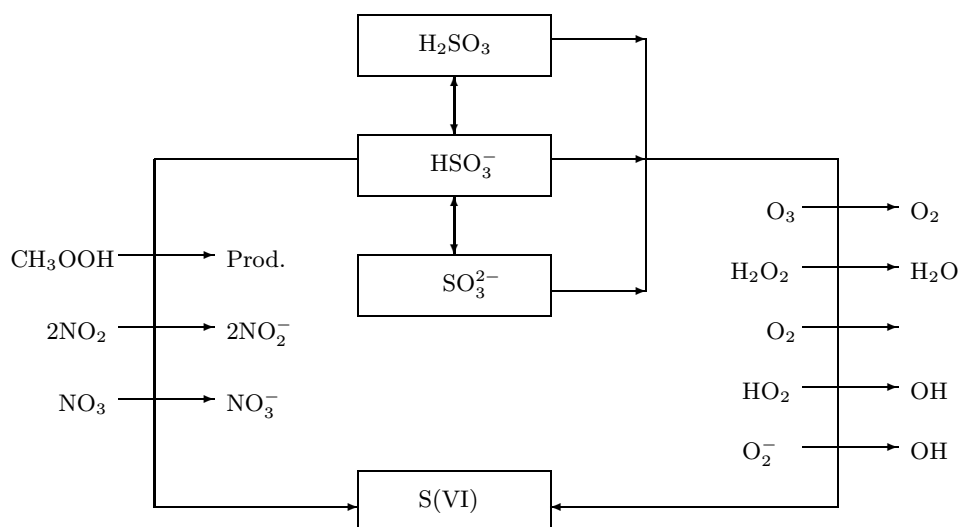 H₂SO₃
HSO₃⁻
O₃ O₂
CH₃OOH Prod.
H₂O₂ H₂O
SO₃²⁻
2NO₂ 2NO₂⁻
O₂
HO₂ OH
NO₃ NO₃⁻
O₂⁻ OH
S(VI)